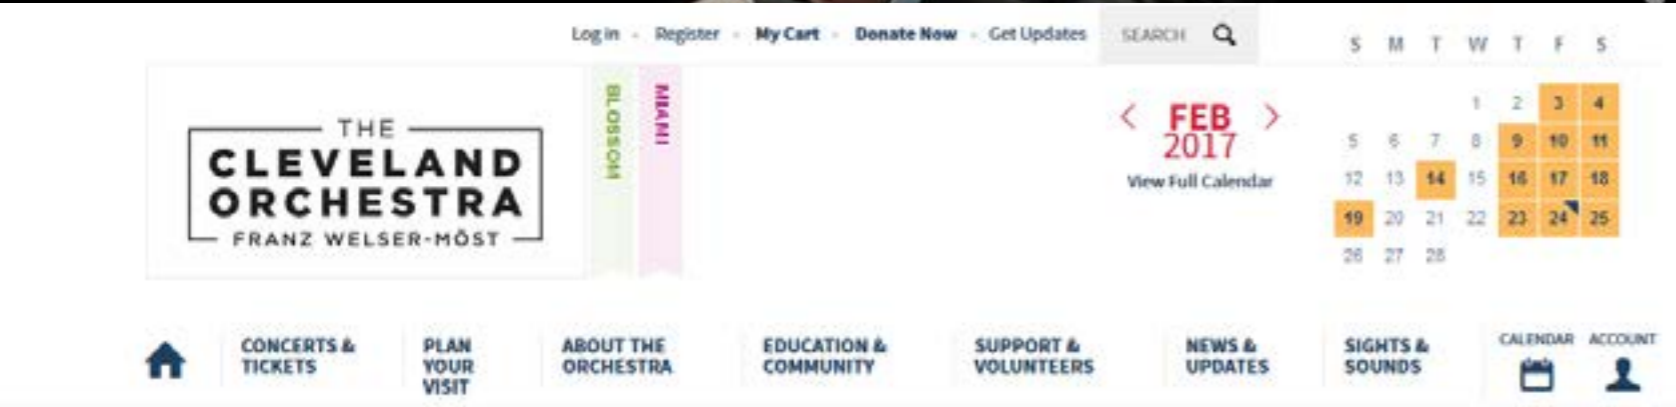 Log in - Register - My Cart - Donate Now - Get Updates
SEARCH
THE
CLEVELAND
ORCHESTRA
FRANZ WELSER-MÖST
BLOSSOM
MIAMI
< FEB >
2017
View Full Calendar
S M T W T F S
1 2 3 4
5 6 7 8 9 10 11
12 13 14 15 16 17 18
19 20 21 22 23 24 25
26 27 28
CONCERTS &
TICKETS
PLAN
YOUR
VISIT
ABOUT THE
ORCHESTRA
EDUCATION &
COMMUNITY
SUPPORT &
VOLUNTEERS
NEWS &
UPDATES
SIGHTS &
SOUNDS
CALENDAR
ACCOUNT